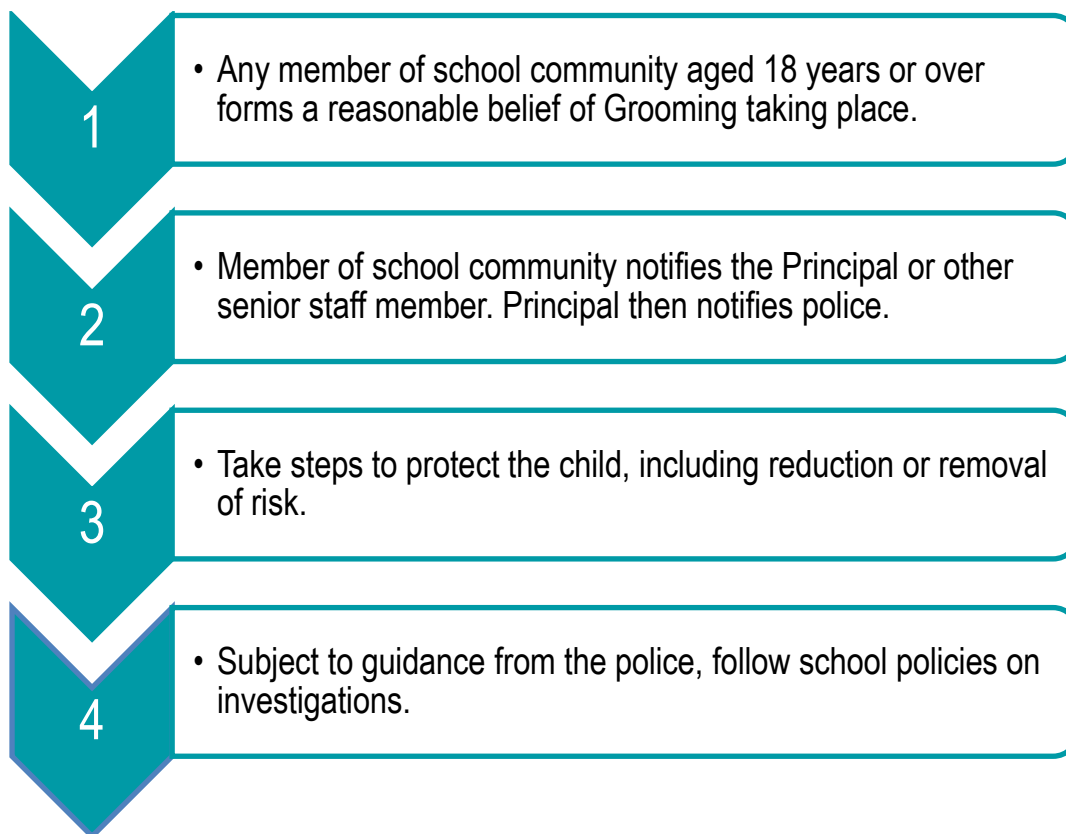 1
• Any member of school community aged 18 years or over
forms a reasonable belief of Grooming taking place.
2
• Member of school community notifies the Principal or other
senior staff member. Principal then notifies police.
3
• Take steps to protect the child, including reduction or removal
of risk.
4
• Subject to guidance from the police, follow school policies on
investigations.